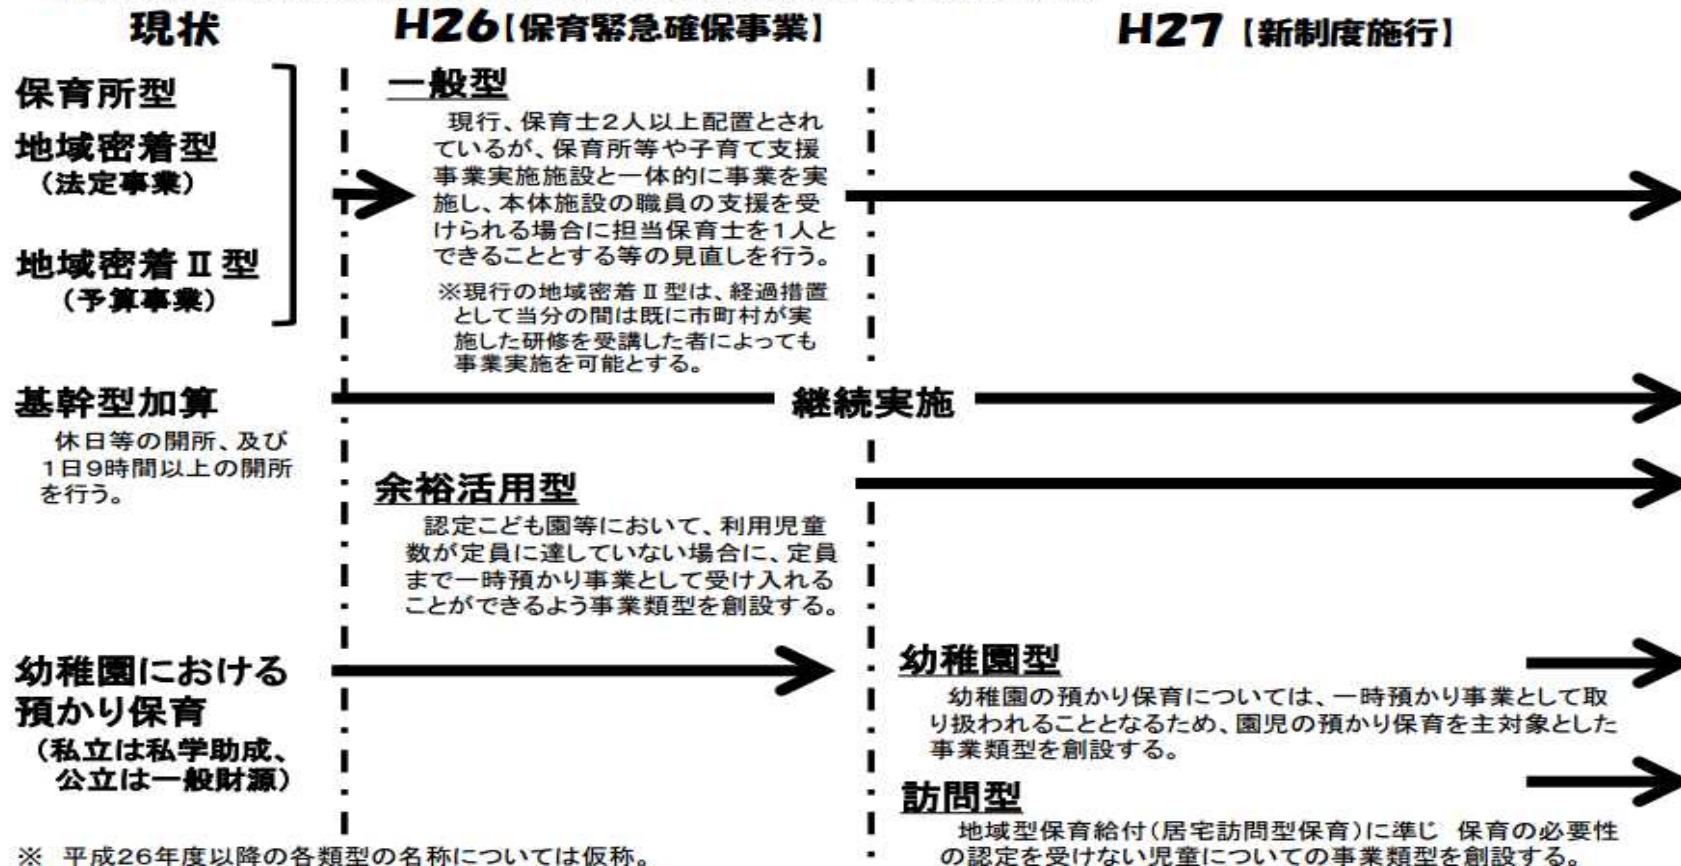 現状
H26【保育緊急確保事業】
H27【新制度施行】
保育所型
地域密着型
（法定事業）
地域密着Ⅱ型
（予算事業）
一般型
現行、保育士2人以上配置とされ
ているが、保育所等や子育て支援
事業実施施設と一体的に事業を実
施し、本体施設の職員の支援を受
けられる場合に担当保育士を1人と
できることとする等の見直しを行う。
※現行の地域密着Ⅱ型は、経過措置
として当分の間は既に市町村が実
施した研修を受講した者によっても
事業実施を可能とする。
基幹型加算
休日等の開所、及び
1日9時間以上の開所
を行う。
継続実施
余裕活用型
認定こども園等において、利用児童
数が定員に達していない場合に、定員
まで一時預かり事業として受け入れる
ことができるよう事業類型を創設する。
幼稚園における
預かり保育
（私立は私学助成、
公立は一般財源）
幼稚園型
幼稚園の預かり保育については、一時預かり事業として取
り扱われることとなるため、園児の預かり保育を主対象とした
事業類型を創設する。
訪問型
地域型保育給付（居宅訪問型保育）に準じ 保育の必要性
の認定を受けない児童についての事業類型を創設する。
※ 平成26年度以降の各類型の名称については仮称。